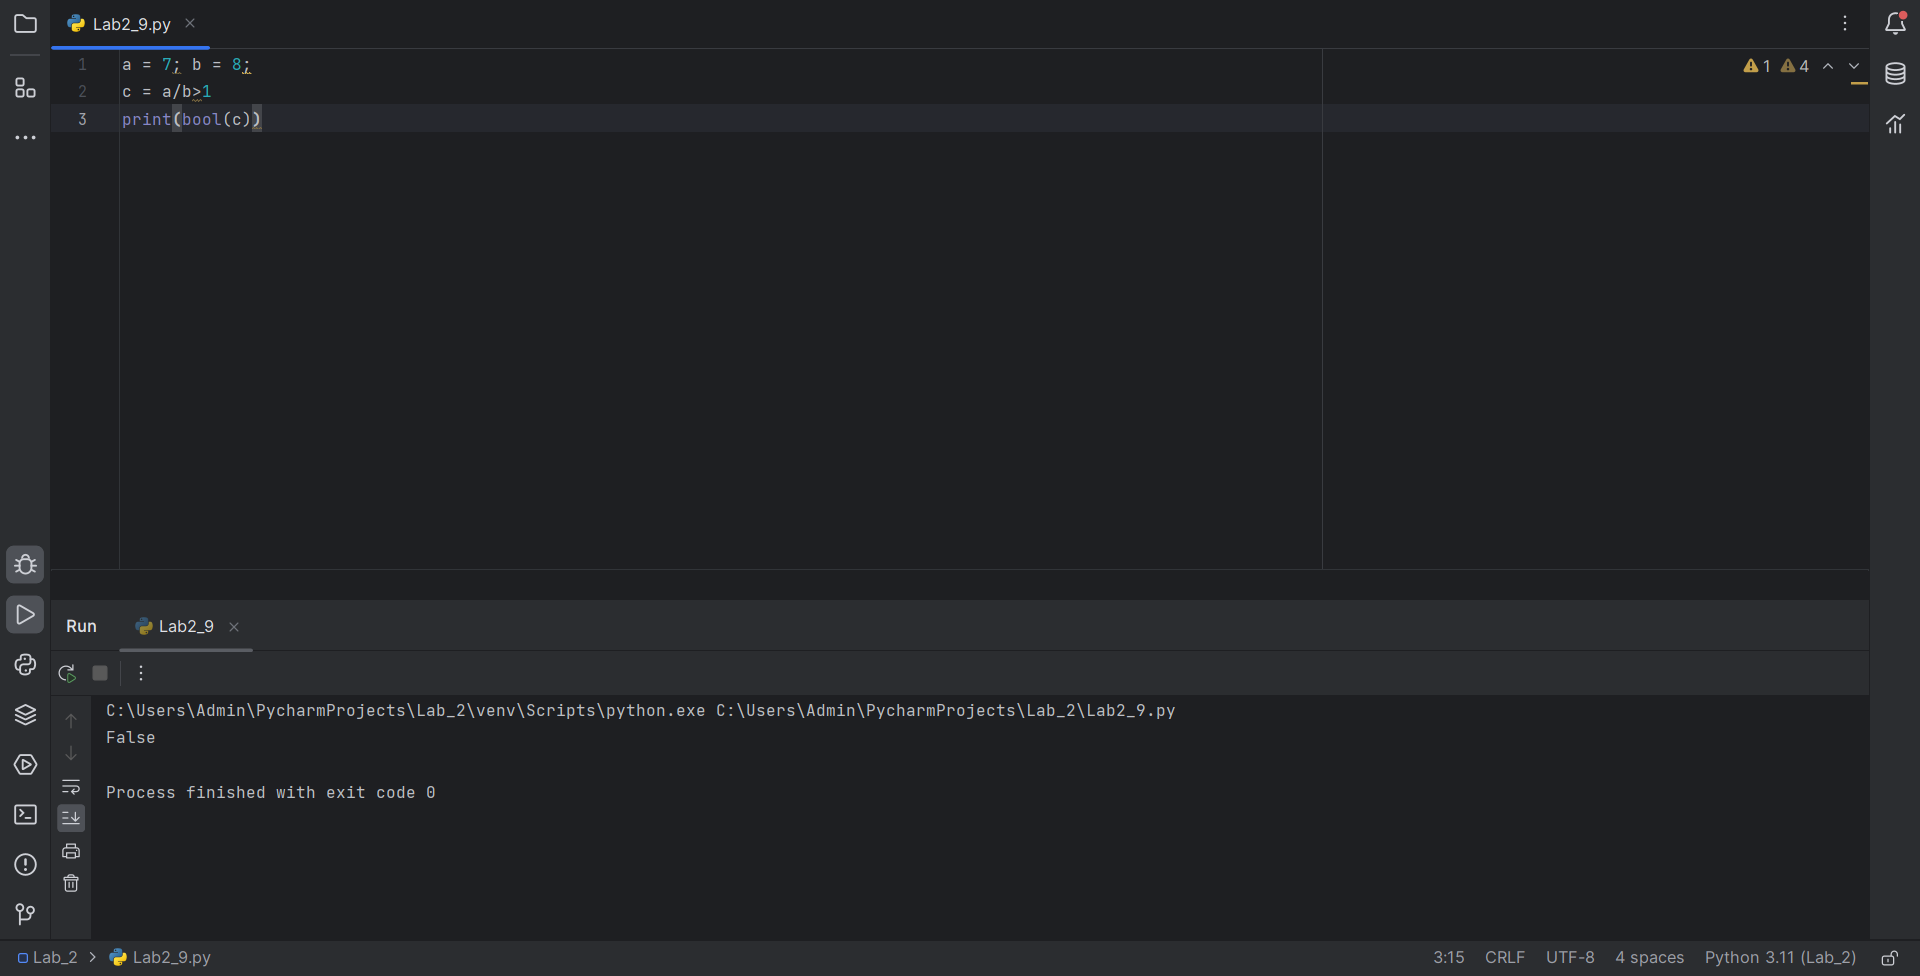 Lab2_9.py
1 a = 7; b = 8;
2 c = a/b>1
3 print(bool(c))
1 4
Run Lab2_9
C:\Users\Admin\PycharmProjects\Lab_2\venv\Scripts\python.exe C:\Users\Admin\PycharmProjects\Lab_2\Lab2_9.py
False
Process finished with exit code 0
Lab_2 > Lab2_9.py 3:15 CRLF UTF-8 4 spaces Python 3.11 (Lab_2)